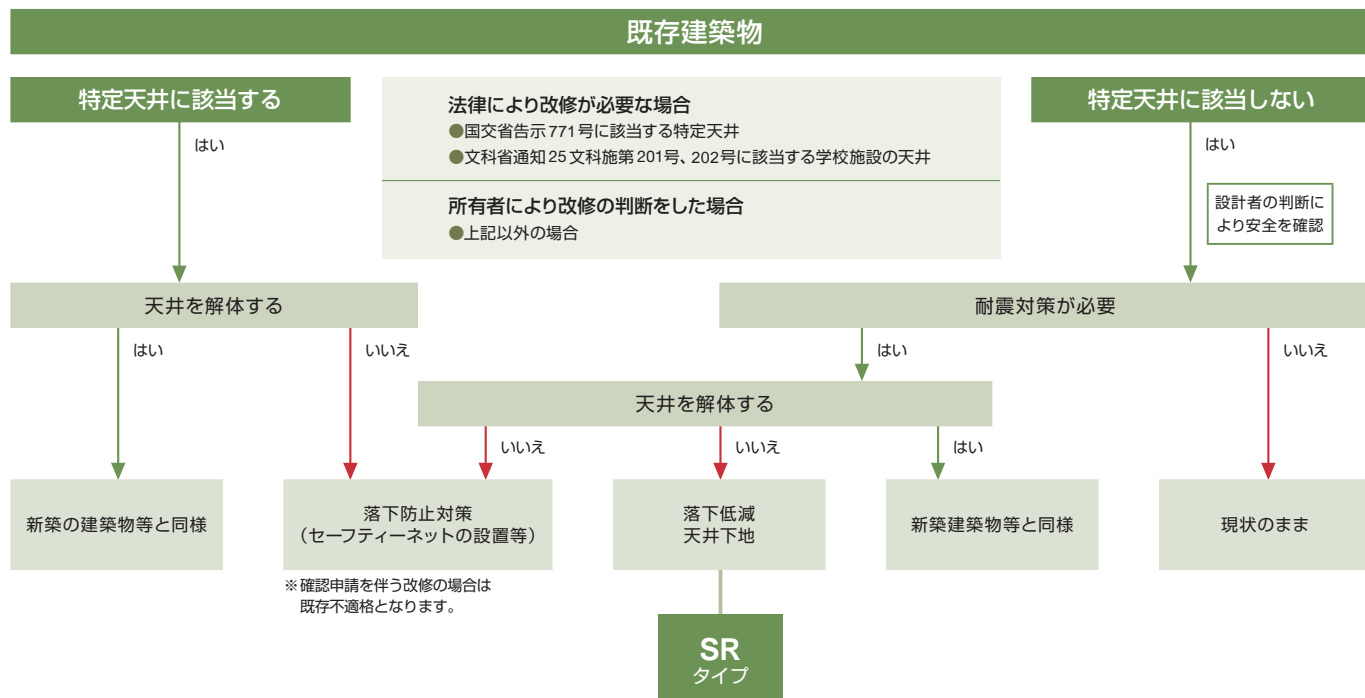 既存建築物
特定天井に該当する
法律により改修が必要な場合
●国交省告示771号に該当する特定天井
●文科省通知25文科施第201号、202号に該当する学校施設の天井
所有者により改修の判断をした場合
●上記以外の場合
特定天井に該当しない
はい
はい
設計者の判断に
より安全を確認
天井を解体する
耐震対策が必要
はい
いいえ
はい
いいえ
天井を解体する
いいえ
いいえ
はい
新築の建築物等と同様
落下防止対策
（セーフティーネットの設置等）
落下低減
天井下地
新築建築物等と同様
現状のまま
※確認申請を伴う改修の場合は
既存不適格となります。
SR
タイプ